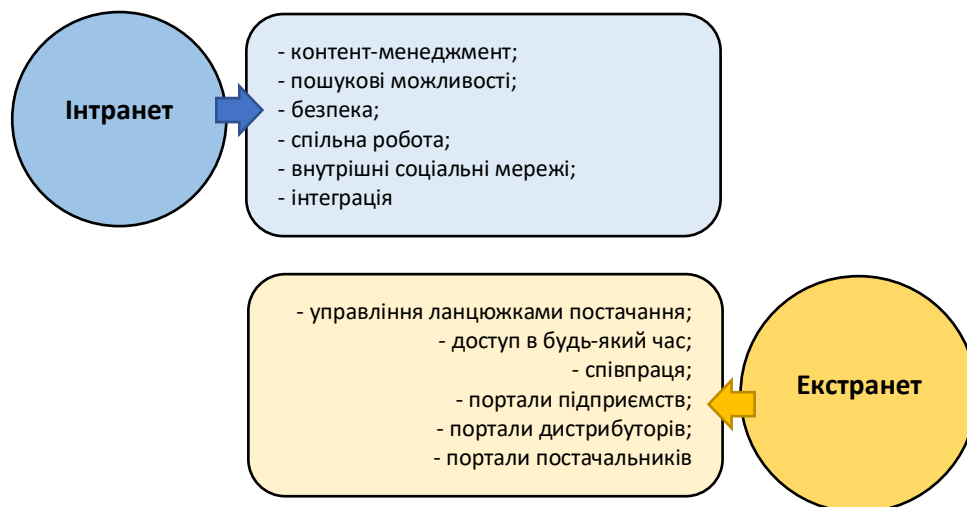 Інтранет
- контент-менеджмент;
- пошукові можливості;
- безпека;
- спільна робота;
- внутрішні соціальні мережі;
- інтеграція
- управління ланцюжками постачання;
- доступ в будь-який час;
- співпраця;
- портали підприємств;
- портали дистрибуторів;
- портали постачальників
Екстранет